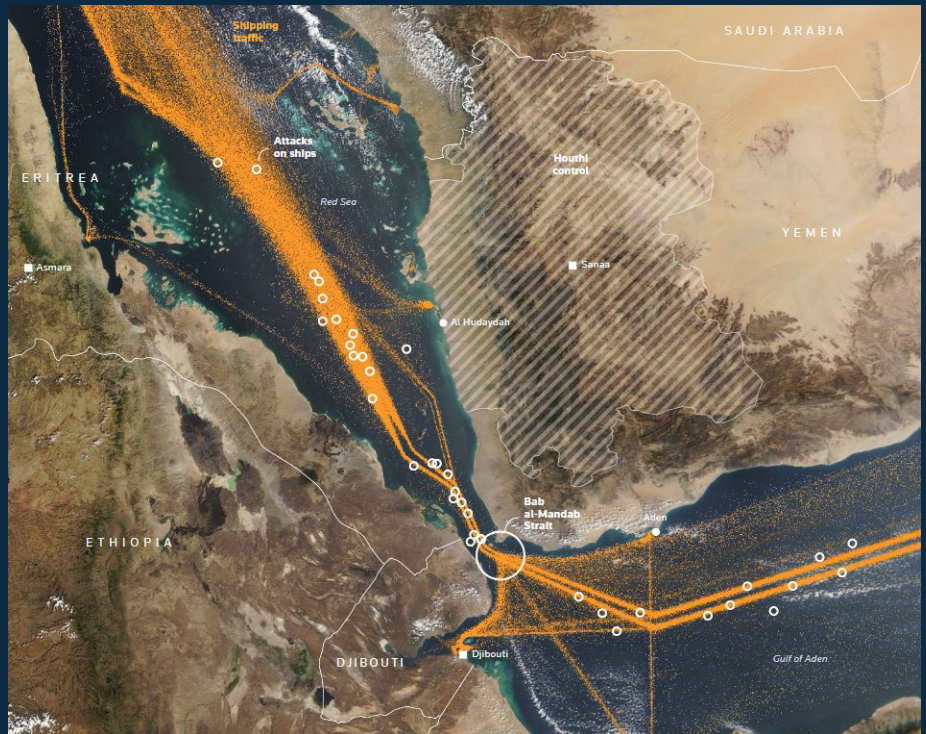 Shipping
traffic
SAUDI ARABIA
Attacks
on ships
Houthi
control
ERITREA
Red Sea
YEMEN
Asmara
Sanaa
Al Hudaydah
Bab
al-Mandab
Strait
Aden
ETHIOPIA
DJIBOUTI
Djibouti
Gulf of Aden